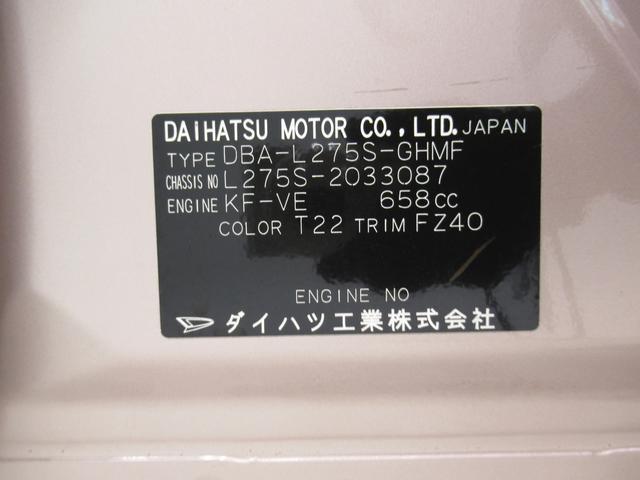 DAIHATSU MOTOR CO., LTD. JAPAN
TYPE DBA-L275S-GHMF
CHASSIS NO L275S-2033087
ENGINE KF-VE 658cc
COLOR T22 TRIM FZ40
ENGINE NO
ダイハツ工業株式会社